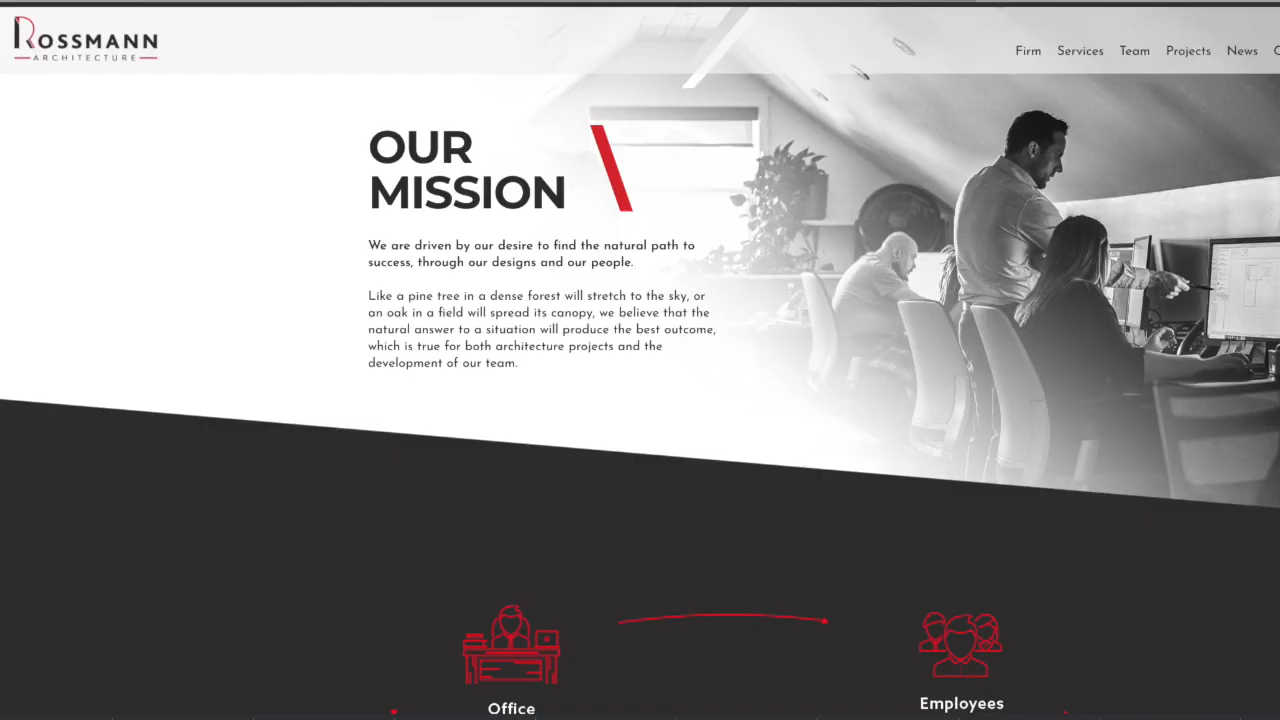 ROSSMANN
ARCHITECTURE
Firm Services Team Projects News
OUR
MISSION
We are driven by our desire to find the natural path to
success, through our designs and our people.
Like a pine tree in a dense forest will stretch to the sky, or
an oak in a field will spread its canopy, we believe that the
natural answer to a situation will produce the best outcome,
which is true for both architecture projects and the
development of our team.
Office
Employees